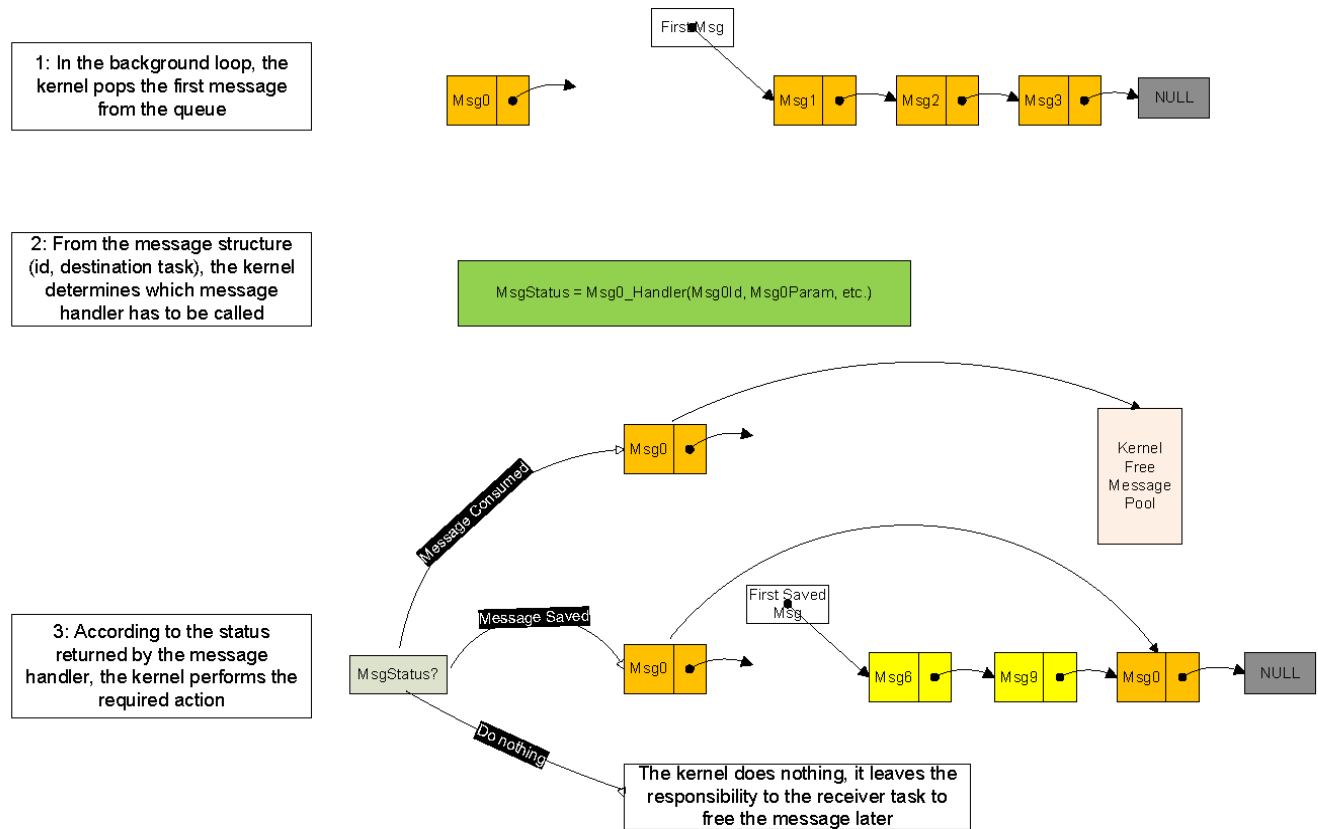 First Msg
1: In the background loop, the
kernel pops the first message
from the queue
Msg0
Msg1
Msg2
Msg3
NULL
2: From the message structure
(id, destination task), the kernel
determines which message
handler has to be called
MsgStatus = Msg0_Handler(Msg0Id, Msg0Param, etc.)
Msg0
Kernel
Free
Message
Pool
Message Consumed
3: According to the status
returned by the message
handler, the kernel performs the
required action
MsgStatus?
Message Saved
Msg0
First Saved
Msg
Msg6
Msg9
Msg0
NULL
Do nothing
The kernel does nothing, it leaves the
responsibility to the receiver task to
free the message later